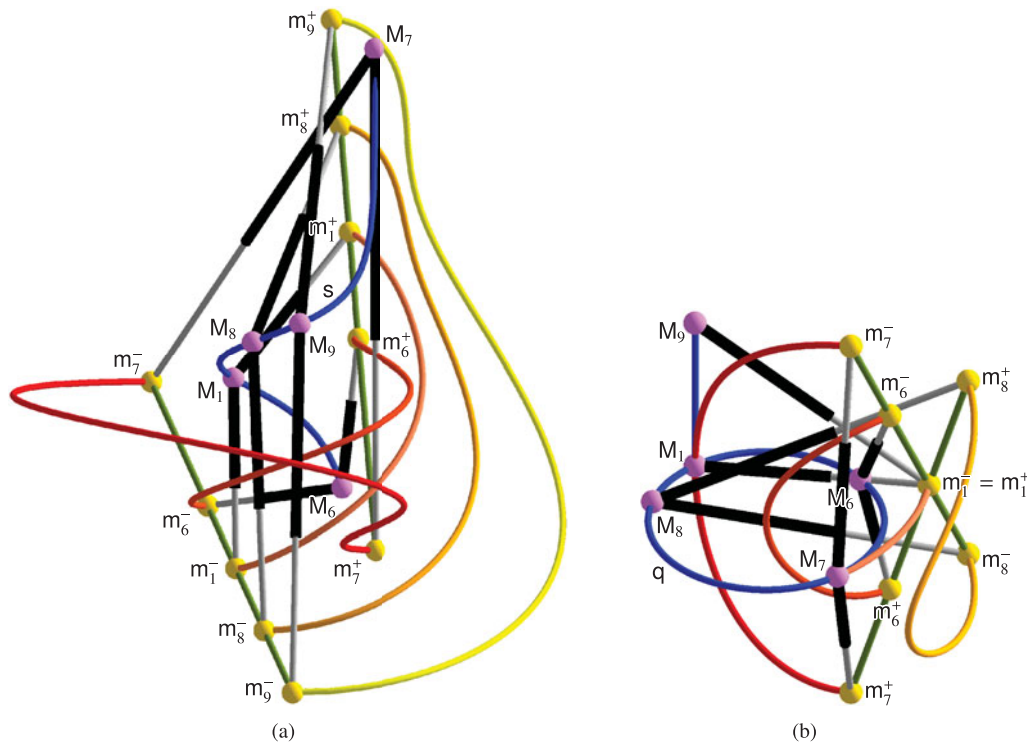 m₉⁺
M₇
m₈⁺
m₁⁺
s
M₈
M₉
m₆⁺
m₇⁻
M₁
M₆
m₆⁻
m₇⁺
m₁⁻
m₈⁻
m₉⁻
(a)
M₉
m₇⁻
m₆⁻
m₈⁺
M₁
M₆
m₁⁻ = m₁⁺
M₈
M₇
q
m₈⁻
m₆⁺
m₇⁺
(b)